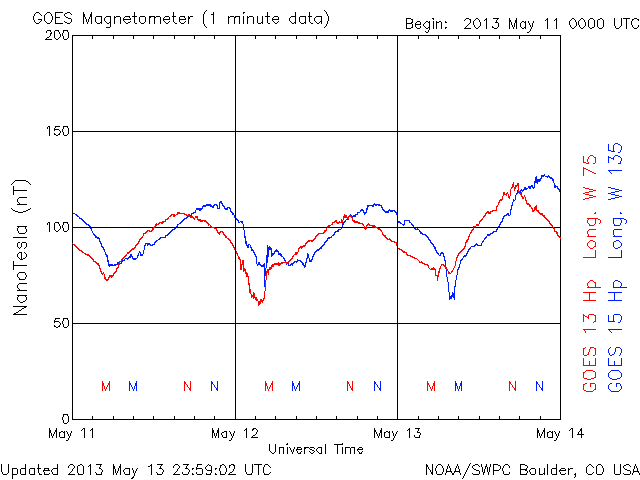 GOES Magnetometer (1 minute data)
Begin: 2013 May 11 0000 UTC
200
150
100
50
0
NanoTesla (nT)
M M N N M M N N M M N N
May 11 May 12 May 13 May 14
Universal Time
GOES 13 Hp Long. W 75
GOES 15 Hp Long. W 135
Updated 2013 May 13 23:59:02 UTC
NOAA/SWPC Boulder, CO USA